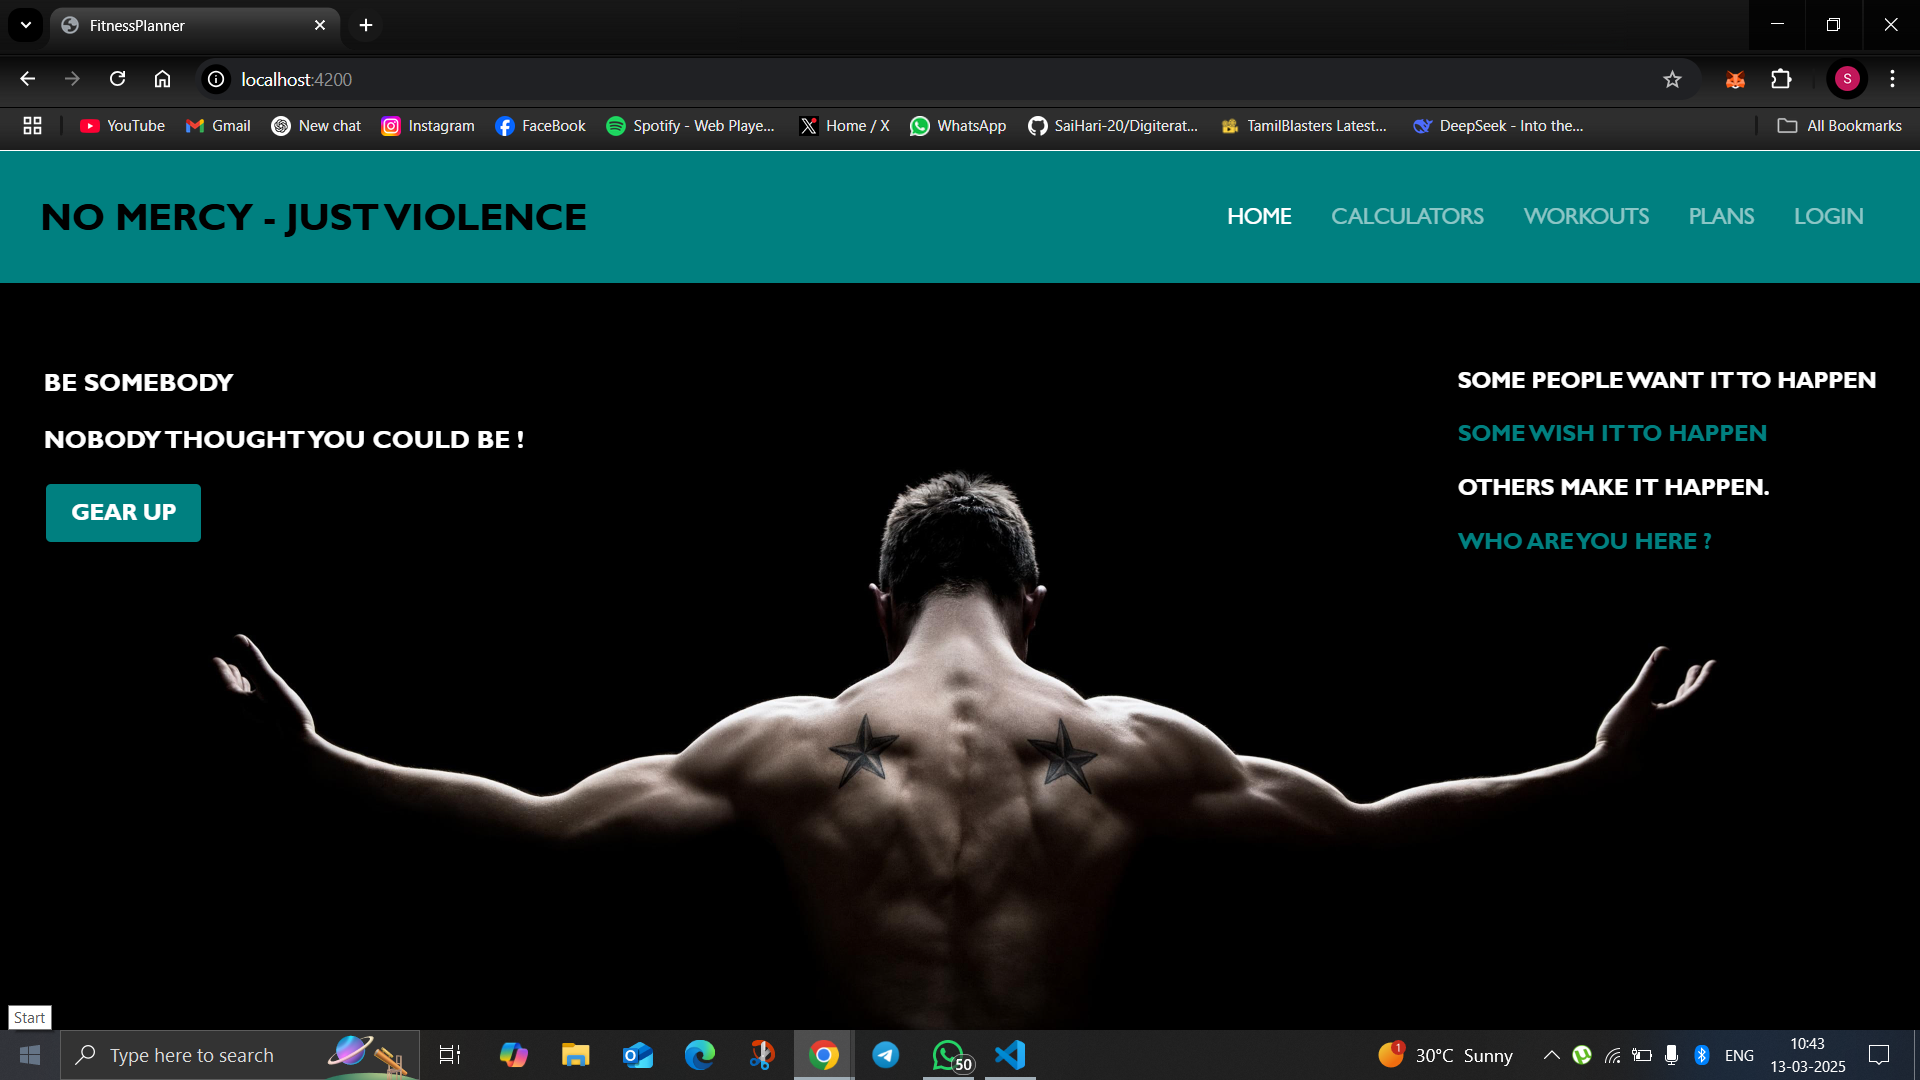 FitnessPlanner
localhost:4200
S
YouTube
Gmail
New chat
Instagram
FaceBook
Spotify - Web Playe...
Home / X
WhatsApp
SaiHari-20/Digiterat...
TamilBlasters Latest...
DeepSeek - Into the...
All Bookmarks
NO MERCY - JUST VIOLENCE
HOME
CALCULATORS
WORKOUTS
PLANS
LOGIN
BE SOMEBODY
NOBODY THOUGHT YOU COULD BE !
GEAR UP
SOME PEOPLE WANT IT TO HAPPEN
SOME WISH IT TO HAPPEN
OTHERS MAKE IT HAPPEN.
WHO ARE YOU HERE ?
Start
Type here to search
50
1
30°C Sunny
ENG
10:43
13-03-2025